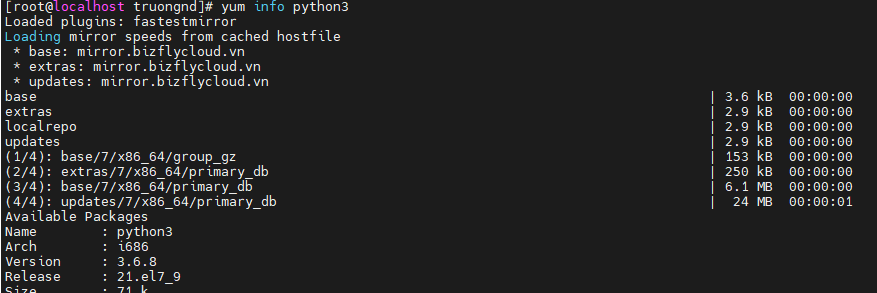 [root@localhost truongnd]# yum info python3
Loaded plugins: fastestmirror
Loading mirror speeds from cached hostfile
 * base: mirror.bizflycloud.vn
 * extras: mirror.bizflycloud.vn
 * updates: mirror.bizflycloud.vn
base | 3.6 kB 00:00:00
extras | 2.9 kB 00:00:00
localrepo | 2.9 kB 00:00:00
updates | 2.9 kB 00:00:00
(1/4): base/7/x86_64/group_gz | 153 kB 00:00:00
(2/4): extras/7/x86_64/primary_db | 250 kB 00:00:00
(3/4): base/7/x86_64/primary_db | 6.1 MB 00:00:00
(4/4): updates/7/x86_64/primary_db | 24 MB 00:00:01
Available Packages
Name : python3
Arch : i686
Version : 3.6.8
Release : 21.el7_9
Size : 71 k